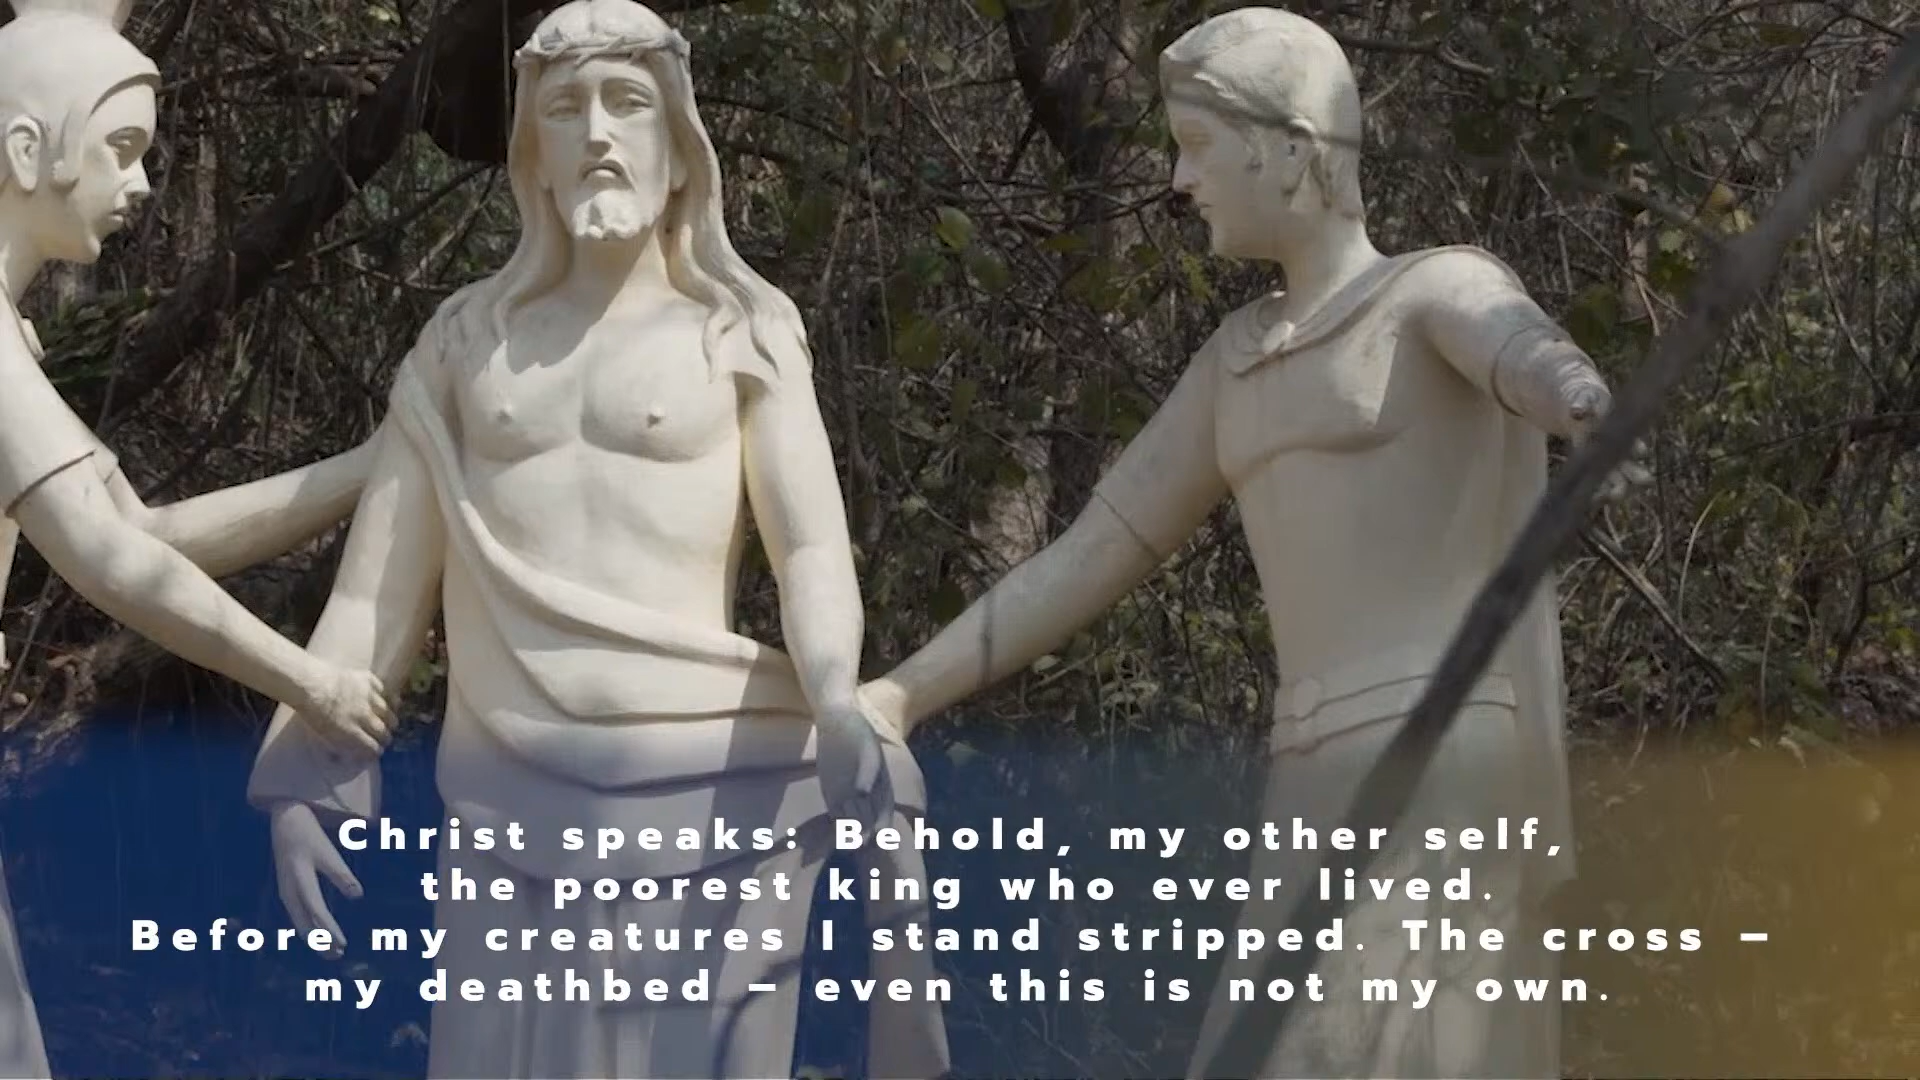 Christ speaks: Behold, my other self,
the poorest king who ever lived.
Before my creatures I stand stripped. The cross –
my deathbed – even this is not my own.